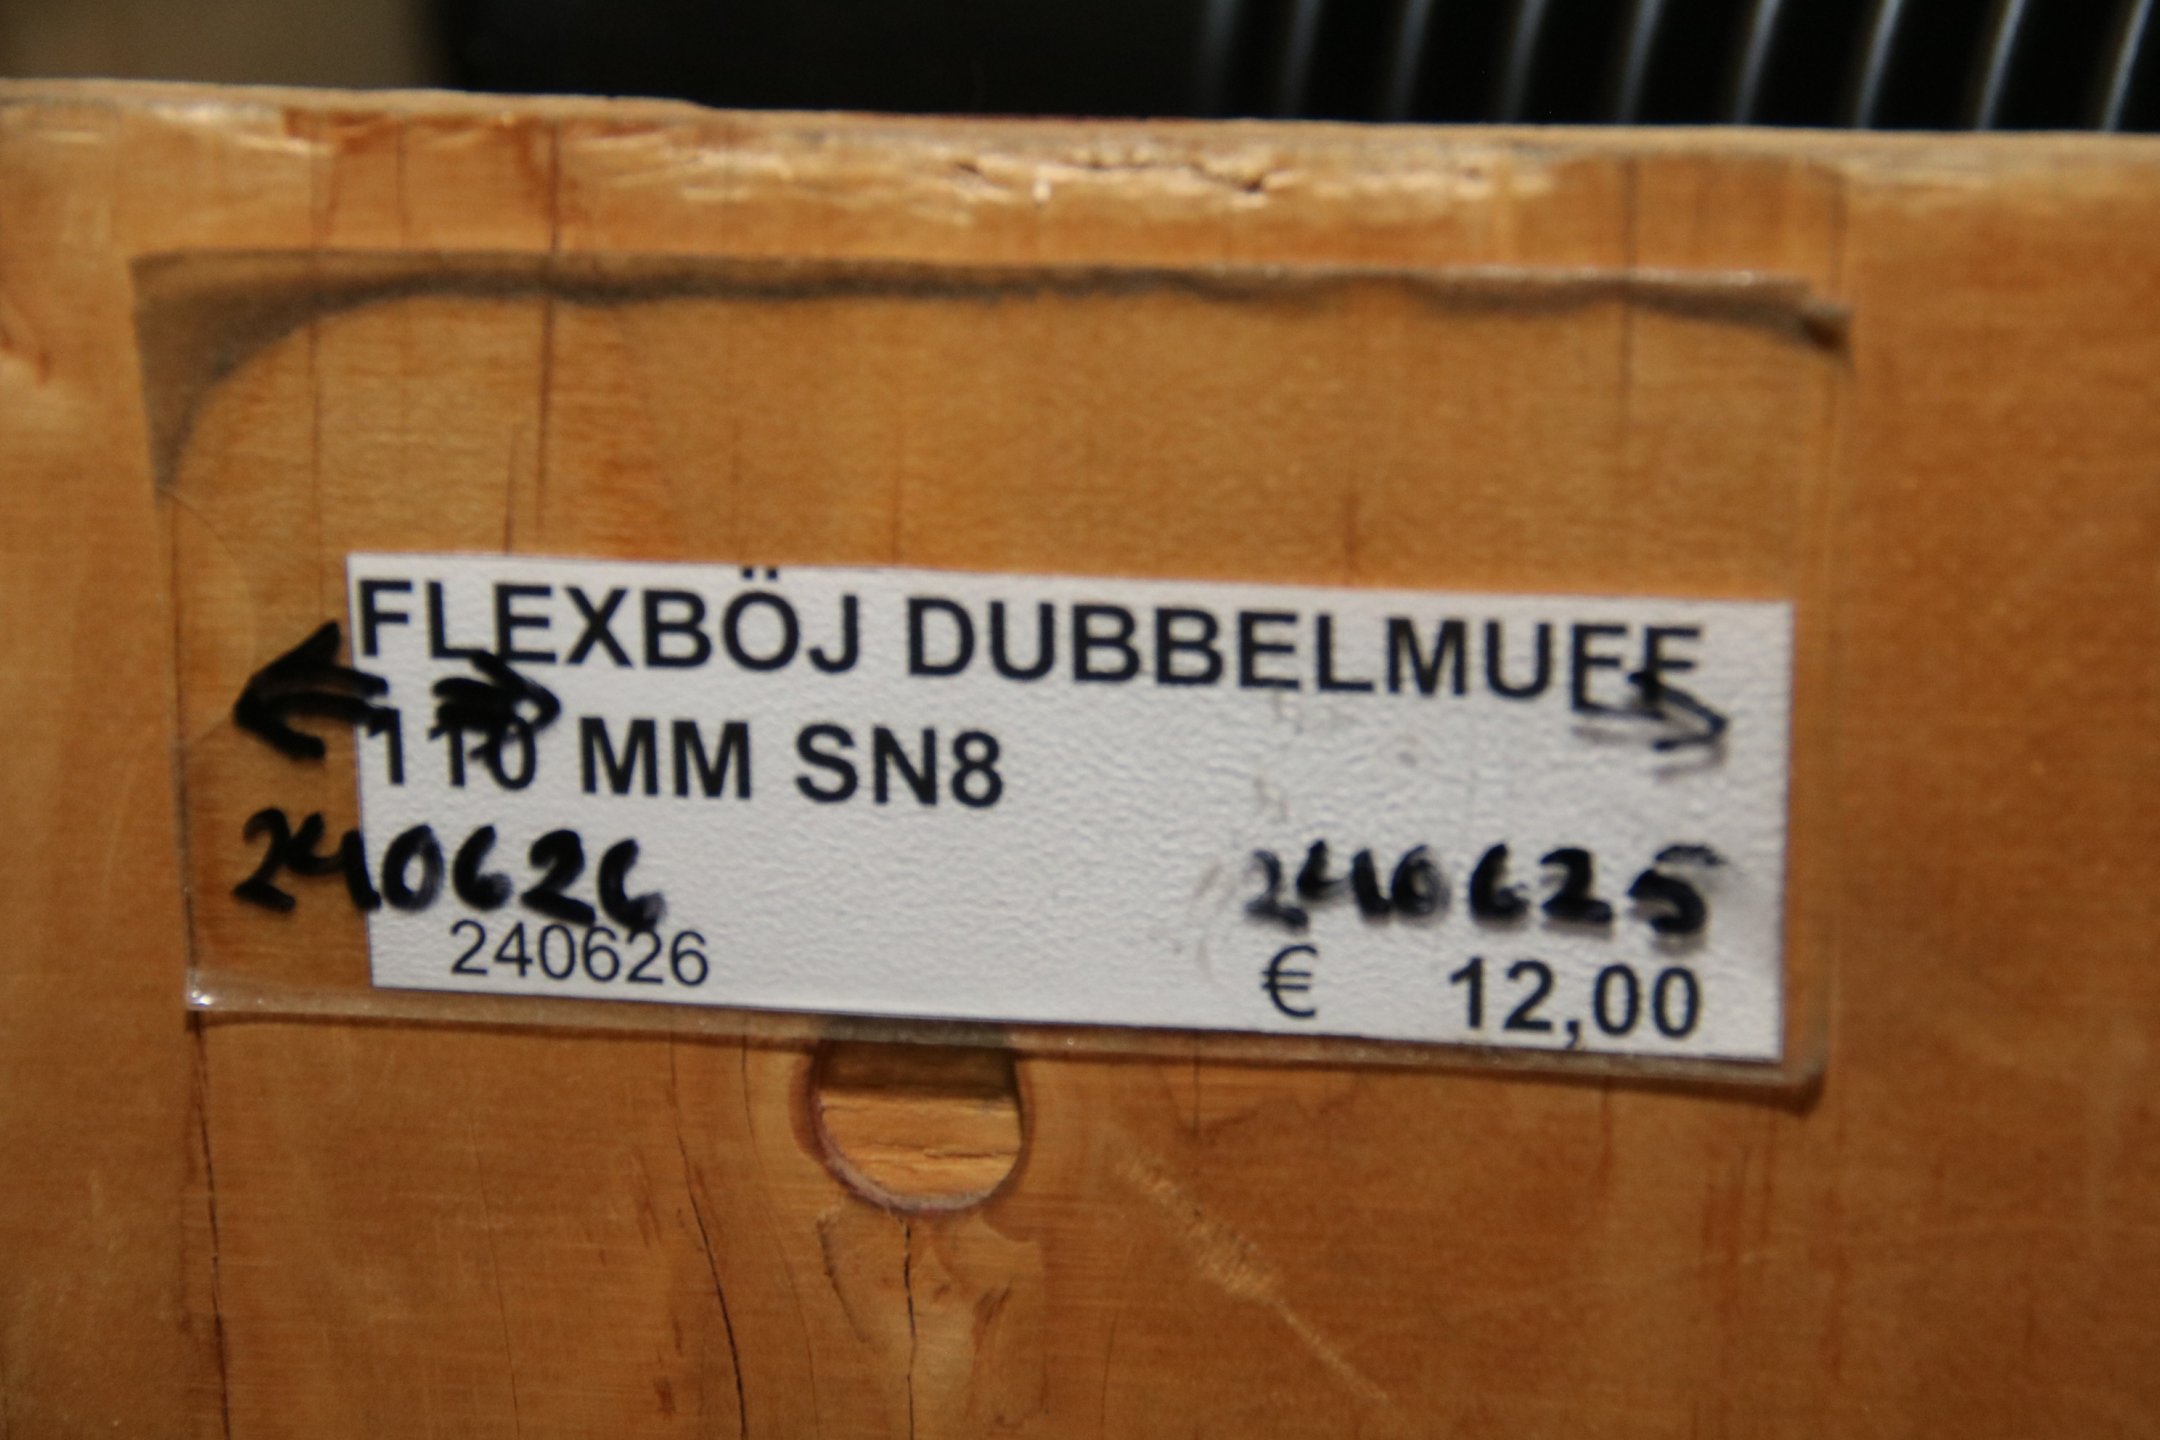 FLEXBÖJ DUBBELMUFF
110 MM SN8
240626 240625
240626 € 12,00